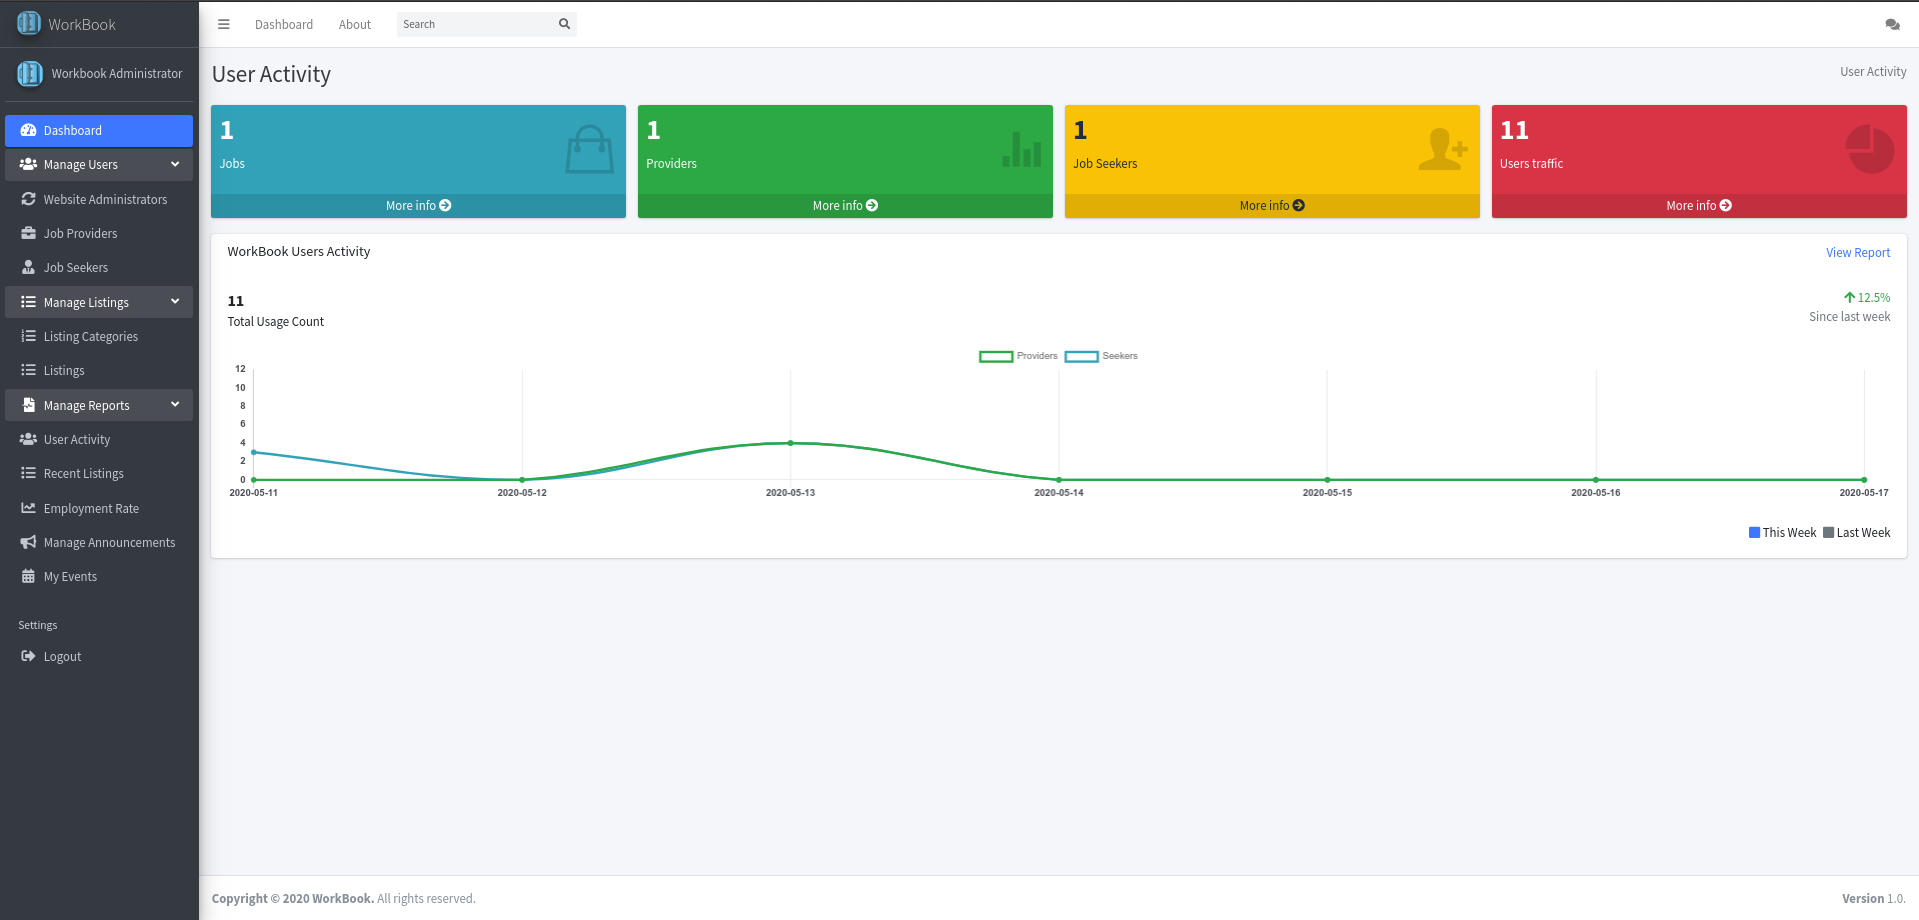 WorkBook
Workbook Administrator
Dashboard
Manage Users
Website Administrators
Job Providers
Job Seekers
Manage Listings
Listing Categories
Listings
Manage Reports
User Activity
Recent Listings
Employment Rate
Manage Announcements
My Events
Settings
Logout
Dashboard About Search
User Activity
User Activity
1
Jobs
More info
1
Providers
More info
1
Job Seekers
More info
11
Users traffic
More info
WorkBook Users Activity
View Report
11
Total Usage Count
12.5%
Since last week
Providers Seekers
12
10
8
6
4
2
0
2020-05-11 2020-05-12 2020-05-13 2020-05-14 2020-05-15 2020-05-16 2020-05-17
This Week Last Week
Copyright © 2020 WorkBook. All rights reserved.
Version 1.0.